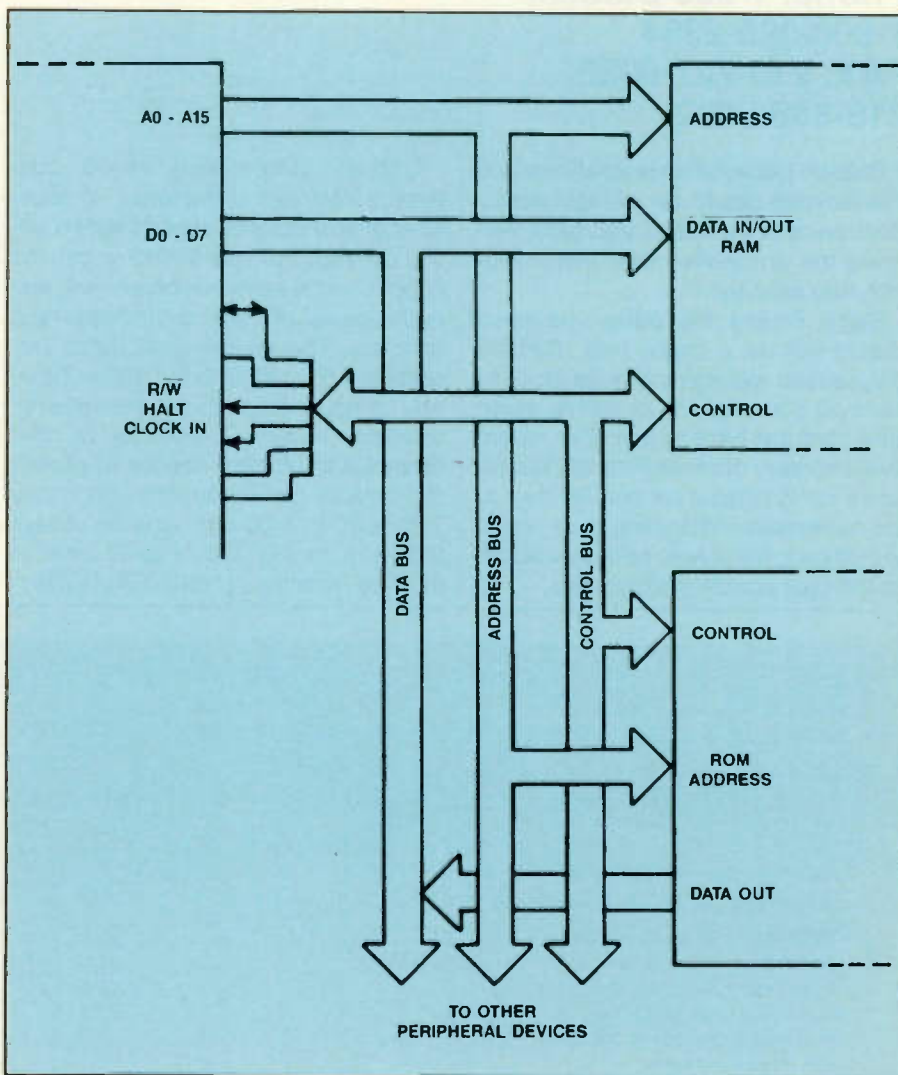 A0 - A15
ADDRESS
D0 - D7
DATA IN/OUT
RAM
R/W̅
HALT
CLOCK IN
CONTROL
DATA BUS
ADDRESS BUS
CONTROL BUS
CONTROL
ROM
ADDRESS
DATA OUT
TO OTHER
PERIPHERAL DEVICES